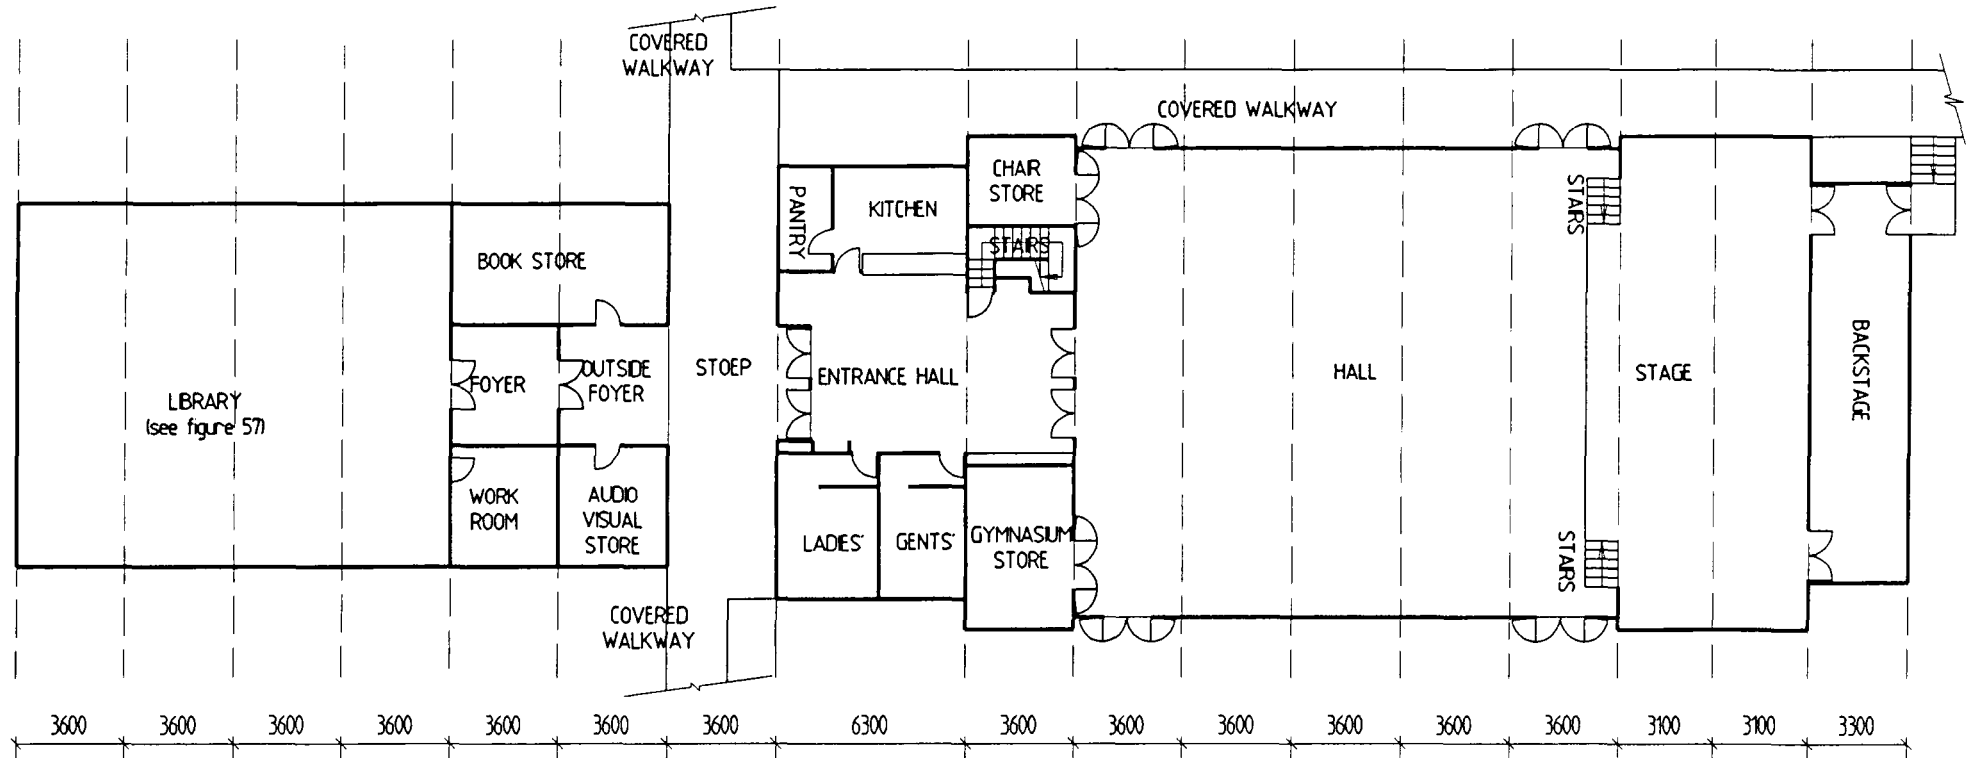 COVERED
WALKWAY
COVERED WALKWAY
CHAIR
STORE
PANTRY
KITCHEN
STAIRS
STAIRS
BOOK STORE
FOYER
OUTSIDE
FOYER
STOEP
ENTRANCE HALL
HALL
STAGE
BACKSTAGE
LIBRARY
(see figure 57)
WORK
ROOM
AUDIO
VISUAL
STORE
LADIES'
GENTS'
GYMNASIUM
STORE
STAIRS
COVERED
WALKWAY
3600 3600 3600 3600 3600 3600 3600 6300 3600 3600 3600 3600 3600 3600 3100 3100 3300